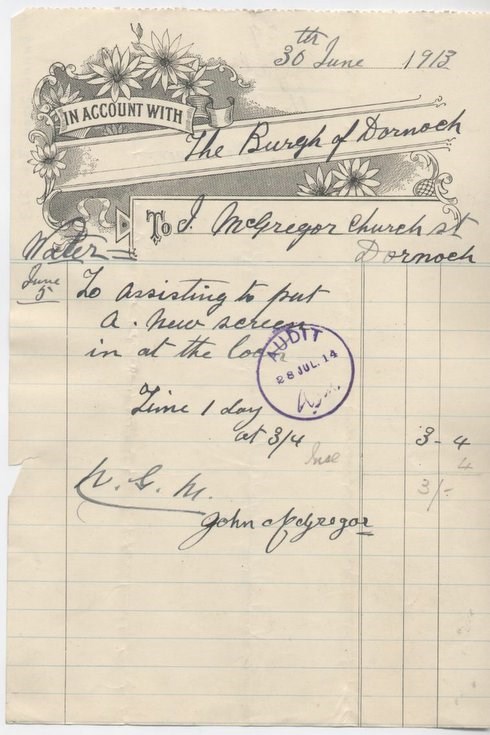 30th June 1913
IN ACCOUNT WITH
The Burgh of Dornoch
To J. McGregor Church st
Dornoch
Water
June
5
To assisting to put
a. new screen
in at the loch
AUDIT
28 JUL. 14
Time 1 day
at 3/4
3 - 4
4
3/-
John McGregor